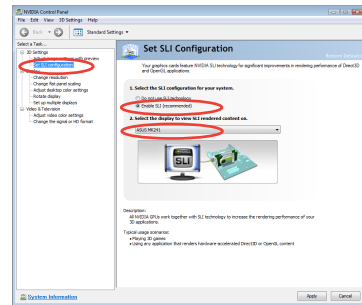 NVIDIA Control Panel
File Edit View 3D Settings Help
Back
Standard Settings
Select a Task...
3D Settings
with preview
Set SLI configuration
Change resolution
Change flat panel scaling
Adjust desktop color settings
Rotate display
Set up multiple displays
Video & Television
Adjust video color settings
Change the signal or HD format
System Information
Set SLI Configuration
Restore Defaults
Your graphics cards feature NVIDIA SLI technology for significant improvements in rendering performance of Direct3D
and OpenGL applications.
1. Select the SLI configuration for your system.
Do not use SLI technology
Enable SLI (recommended)
2. Select the display to view SLI rendered content on.
ASUS MK241
SLI
Description:
All NVIDIA GPUs work together with SLI technology to increase the rendering performance of your
3D applications.
Typical usage scenarios:
• Playing 3D games
• Using any application that renders hardware-accelerated Direct3D or OpenGL content
Apply
Cancel